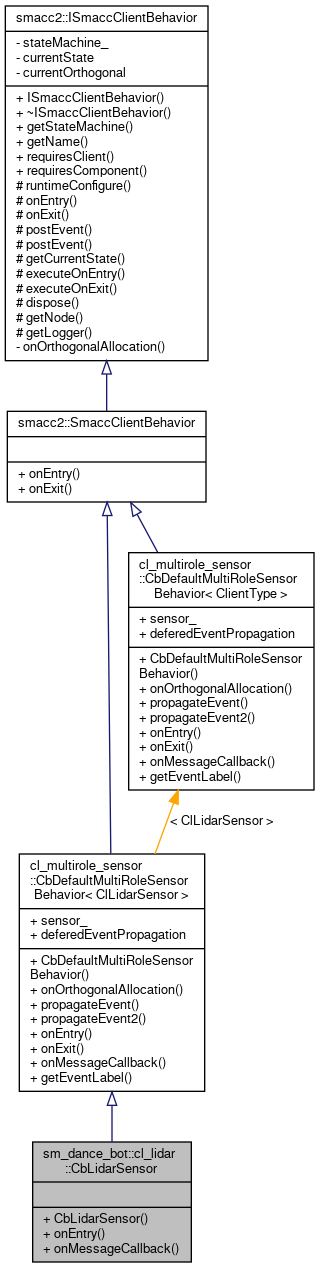 smacc2::ISmaccClientBehavior
- stateMachine_
- currentState
- currentOrthogonal
+ ISmaccClientBehavior()
+ ~ISmaccClientBehavior()
+ getStateMachine()
+ getName()
+ requiresClient()
+ requiresComponent()
# runtimeConfigure()
# onEntry()
# onExit()
# postEvent()
# postEvent()
# getCurrentState()
# executeOnEntry()
# executeOnExit()
# dispose()
# getNode()
# getLogger()
- onOrthogonalAllocation()
smacc2::SmaccClientBehavior
+ onEntry()
+ onExit()
cl_multirole_sensor
::CbDefaultMultiRoleSensor
Behavior< ClientType >
+ sensor_
+ deferedEventPropagation
+ CbDefaultMultiRoleSensor
Behavior()
+ onOrthogonalAllocation()
+ propagateEvent()
+ propagateEvent2()
+ onEntry()
+ onExit()
+ onMessageCallback()
+ getEventLabel()
< ClLidarSensor >
cl_multirole_sensor
::CbDefaultMultiRoleSensor
Behavior< ClLidarSensor >
+ sensor_
+ deferedEventPropagation
+ CbDefaultMultiRoleSensor
Behavior()
+ onOrthogonalAllocation()
+ propagateEvent()
+ propagateEvent2()
+ onEntry()
+ onExit()
+ onMessageCallback()
+ getEventLabel()
sm_dance_bot::cl_lidar
::CbLidarSensor
+ CbLidarSensor()
+ onEntry()
+ onMessageCallback()